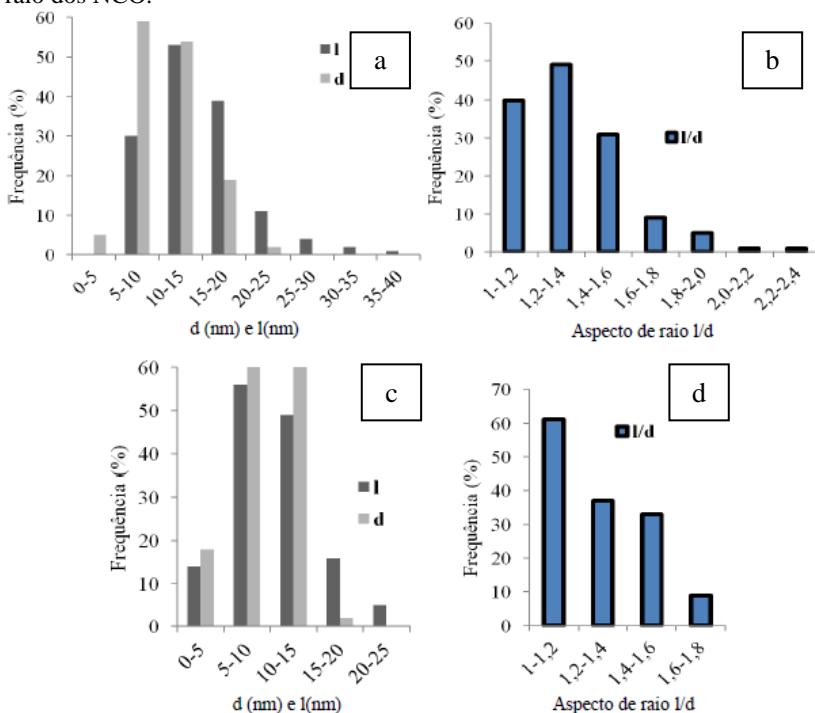 raio dos NCO.
60
50
40
30
20
10
0
Frequência (%)
l
d
a
0-5
5-10
10-15
15-20
20-25
25-30
30-35
35-40
d (nm) e l(nm)
60
50
40
30
20
10
0
Frequência (%)
l/d
b
1-1,2
1,2-1,4
1,4-1,6
1,6-1,8
1,8-2,0
2,0-2,2
2,2-2,4
Aspecto de raio l/d
60
50
40
30
20
10
0
Frequência (%)
l
d
c
0-5
5-10
10-15
15-20
20-25
d (nm) e l(nm)
70
60
50
40
30
20
10
0
Frequência (%)
l/d
d
1-1,2
1,2-1,4
1,4-1,6
1,6-1,8
Aspecto de raio l/d